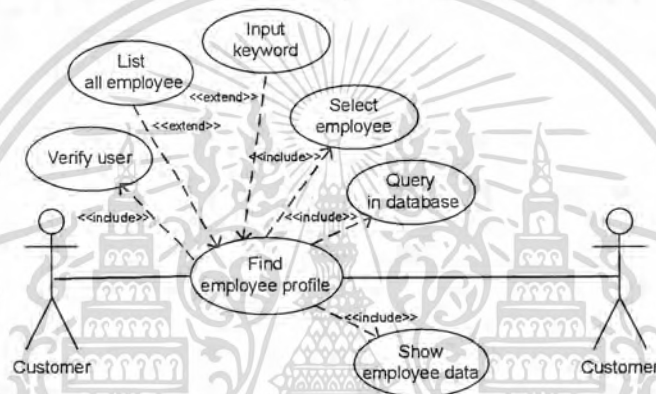 Input
keyword
List
all employee
<<extend>>
Select
employee
<<extend>>
Verify user
<<include>>
Query
in database
<<include>>
<<include>>
Find
employee profile
<<include>>
Customer
Show
employee data
Customer